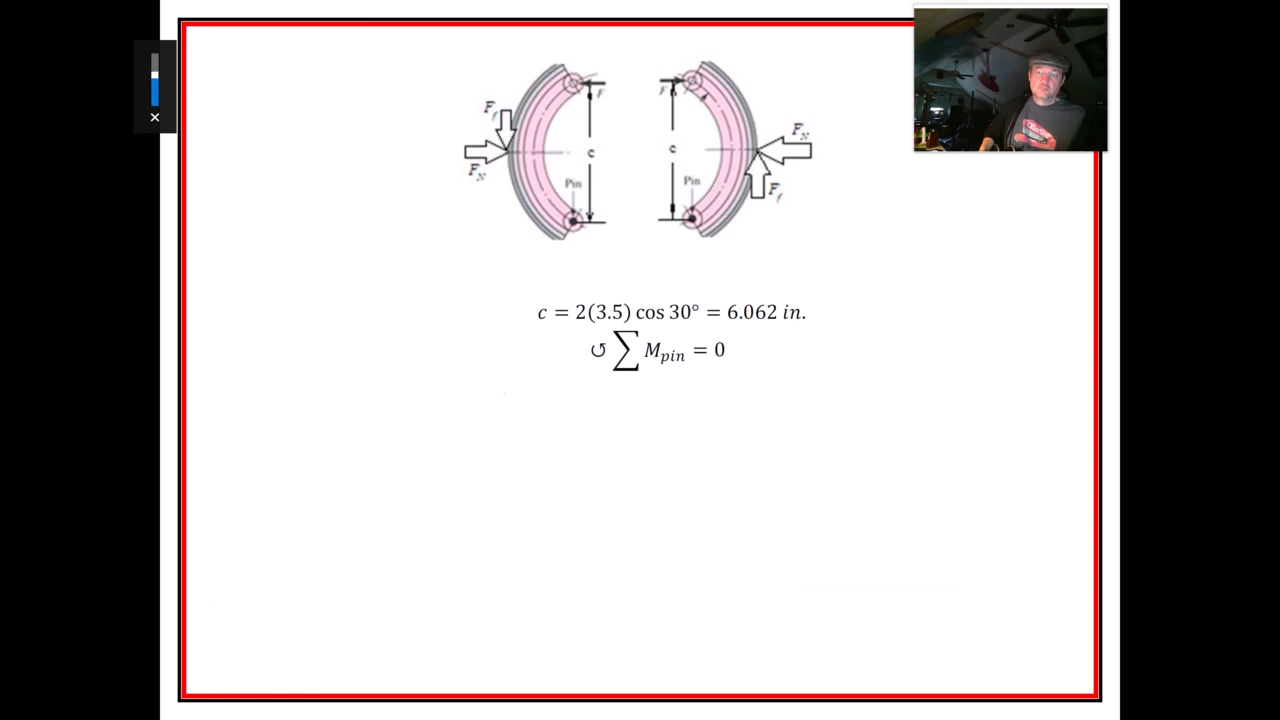 F F
F_f
F_N
F_N
c c
Pin Pin
F_f
c = 2(3.5) cos 30° = 6.062 in.
↺ ∑ M_pin = 0
✕